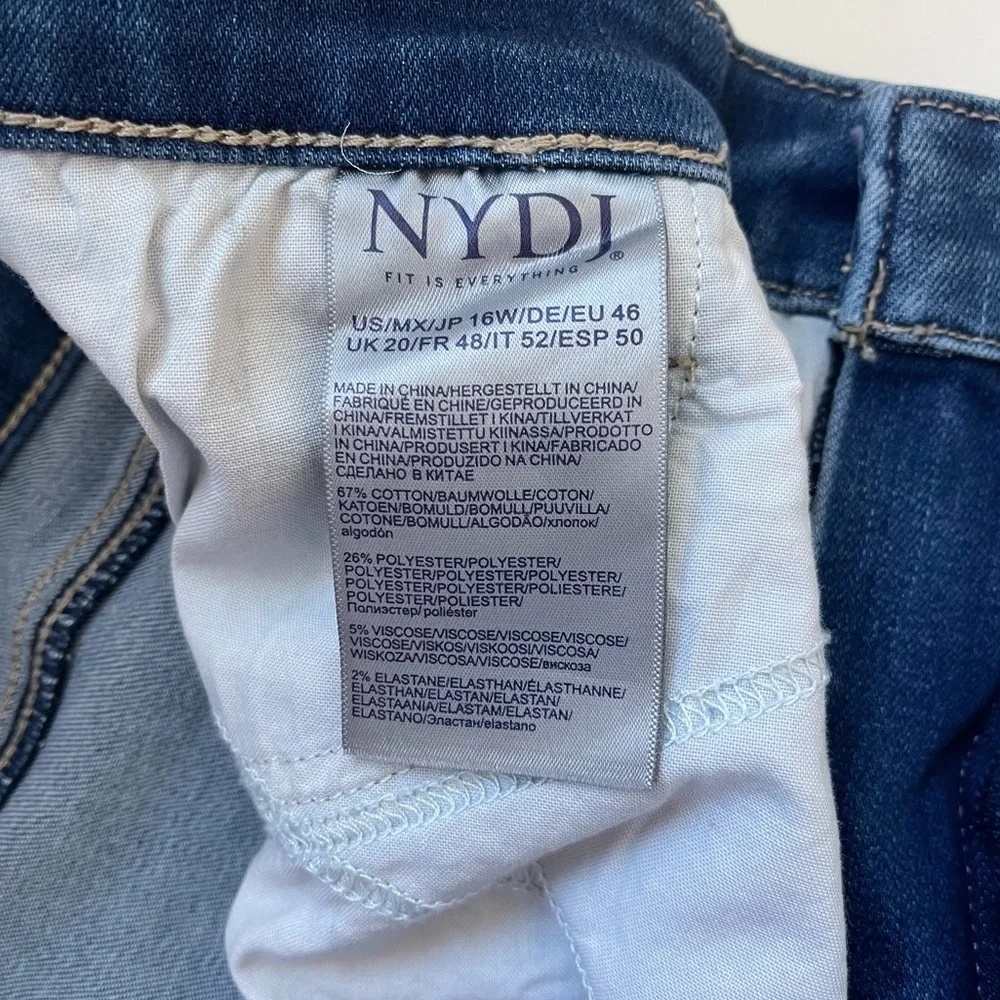 NYDJ®
FIT IS EVERYTHING
US/MX/JP 16W/DE/EU 46
UK 20/FR 48/IT 52/ESP 50
MADE IN CHINA/HERGESTELLT IN CHINA/
FABRIQUÉ EN CHINE/GEPRODUCEERD IN
CHINA/FREMSTILLET I KINA/TILLVERKAT
I KINA/VALMISTETTU KIINASSA/PRODOTTO
IN CHINA/PRODUSERT I KINA/FABRICADO
EN CHINA/PRODUZIDO NA CHINA/
СДЕЛАНО В КИТАЕ
67% COTTON/BAUMWOLLE/COTON/
KATOEN/BOMULD/BOMULL/PUUVILLA/
COTONE/BOMULL/ALGODÃO/хлопок/
algodón
26% POLYESTER/POLYESTER/
POLYESTER/POLYESTER/POLYESTER/
POLYESTER/POLYESTERI/POLIESTERE/
POLYESTER/POLIESTER/
Полиэстер/ poliéster
5% VISCOSE/VISCOSE/VISCOSE/VISCOSE/
VISCOSE/VISKOS/VISKOOSI/VISCOSA/
WISKOZA/VISCOSA/VISCOSE/вискоза
2% ELASTANE/ELASTHAN/ÉLASTHANNE/
ELASTHAN/ELASTAN/ELASTAN/
ELASTAANIA/ELASTAM/ELASTAN/
ELASTANO/Эластан/elastano